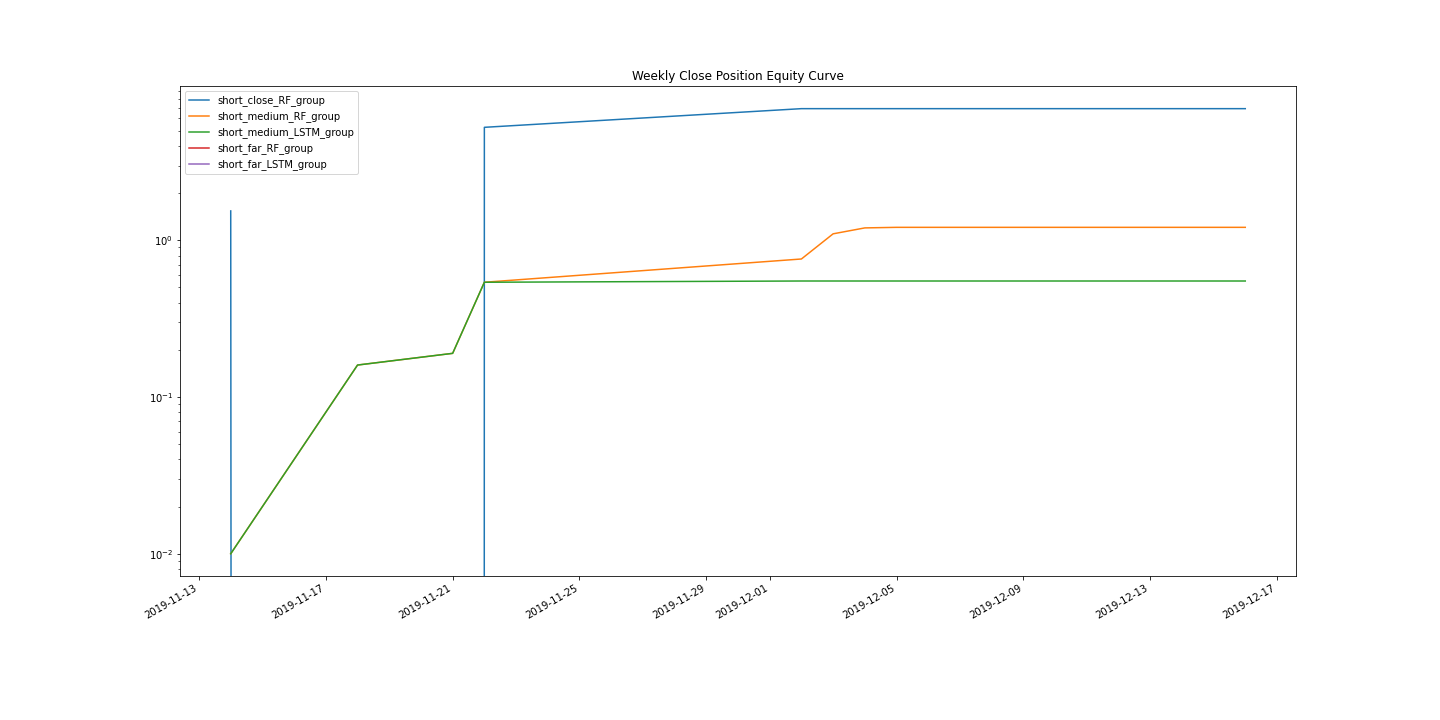 Weekly Close Position Equity Curve
short_close_RF_group
short_medium_RF_group
short_medium_LSTM_group
short_far_RF_group
short_far_LSTM_group
10⁰
10⁻¹
10⁻²
2019-11-13
2019-11-17
2019-11-21
2019-11-25
2019-11-29
2019-12-01
2019-12-05
2019-12-09
2019-12-13
2019-12-17